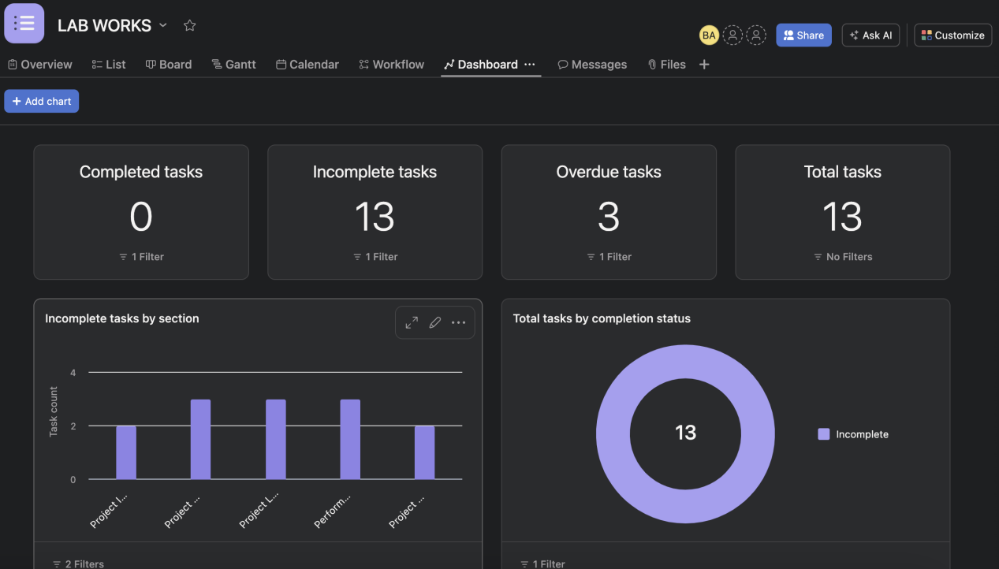 LAB WORKS
BA
Share
Ask AI
Customize
Overview
List
Board
Gantt
Calendar
Workflow
Dashboard
Messages
Files
+ Add chart
Completed tasks
0
1 Filter
Incomplete tasks
13
1 Filter
Overdue tasks
3
1 Filter
Total tasks
13
No Filters
Incomplete tasks by section
Task count
4
2
0
Project I...
Project ...
Project L...
Perform...
Project ...
2 Filters
Total tasks by completion status
13
Incomplete
1 Filter